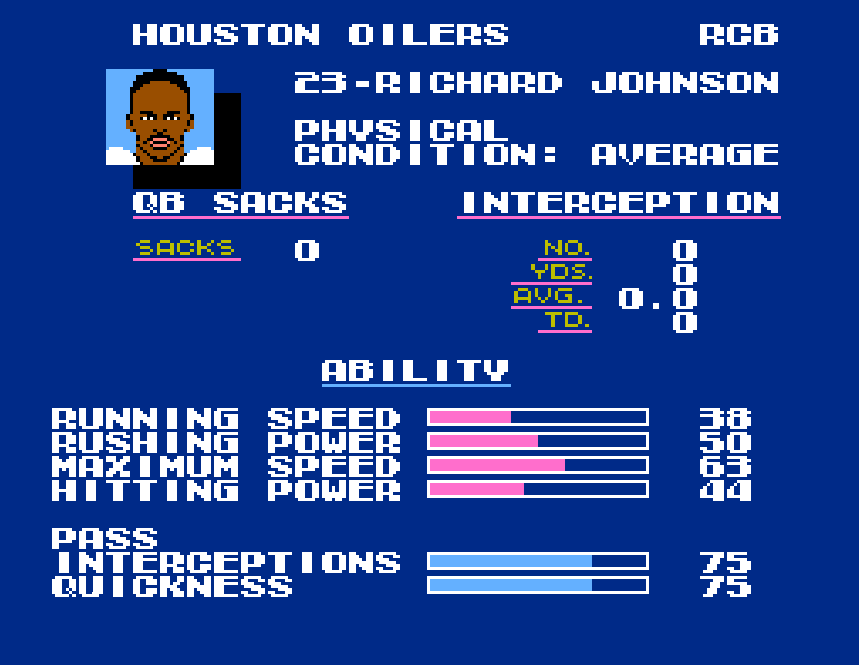 HOUSTON OILERS RCB
23-RICHARD JOHNSON
PHYSICAL
CONDITION: AVERAGE
QB SACKS INTERCEPTION
SACKS 0 NO. 0
YDS. 0
AVG. 0.0
TD. 0
ABILITY
RUNNING SPEED 38
RUSHING POWER 50
MAXIMUM SPEED 63
HITTING POWER 44
PASS
INTERCEPTIONS 75
QUICKNESS 75